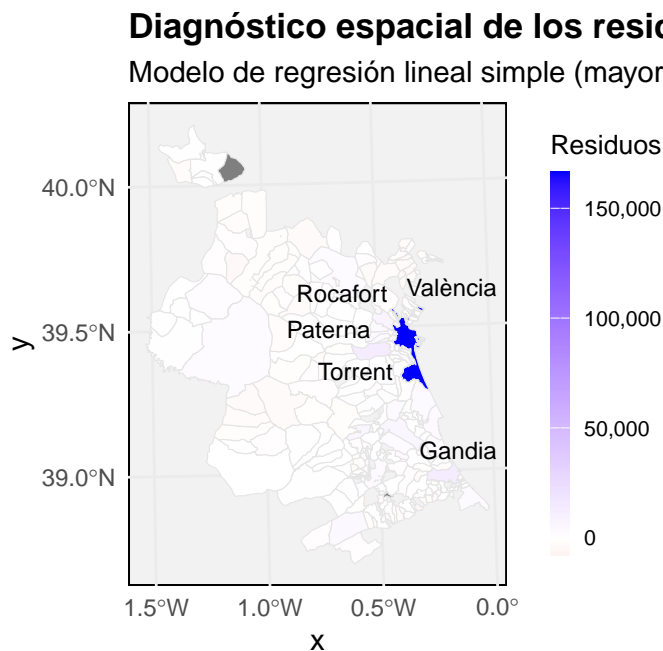 Diagnóstico espacial de los resid
Modelo de regresión lineal simple (mayor
Residuos
150,000
100,000
50,000
0
40.0°N
39.5°N
39.0°N
y
Rocafort
València
Paterna
Torrent
Gandia
1.5°W
1.0°W
0.5°W
0.0°
x